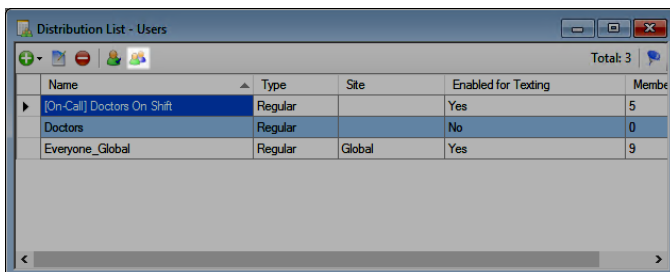 Distribution List - Users
Total: 3
Name Type Site Enabled for Texting Membe
[On-Call] Doctors On Shift Regular Yes 5
Doctors Regular No 0
Everyone_Global Regular Global Yes 9